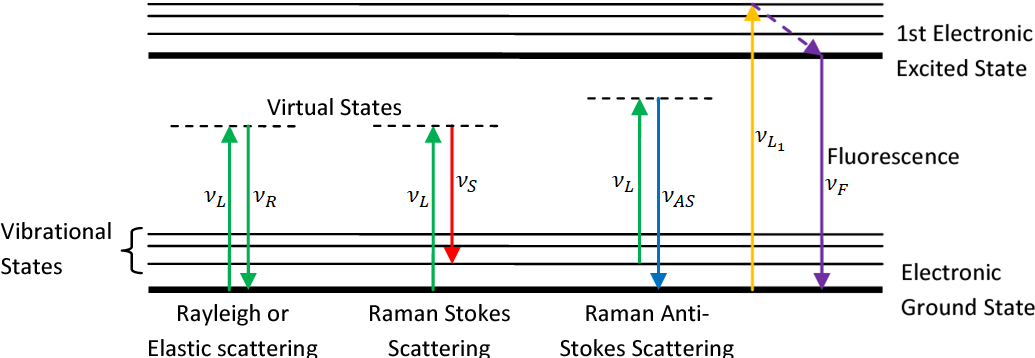 1st Electronic
Excited State
Virtual States
ν_L₁
Fluorescence
ν_L
ν_R
ν_L
ν_S
ν_L
ν_AS
ν_F
Vibrational
States
Electronic
Ground State
Rayleigh or
Elastic scattering
Raman Stokes
Scattering
Raman Anti-
Stokes Scattering